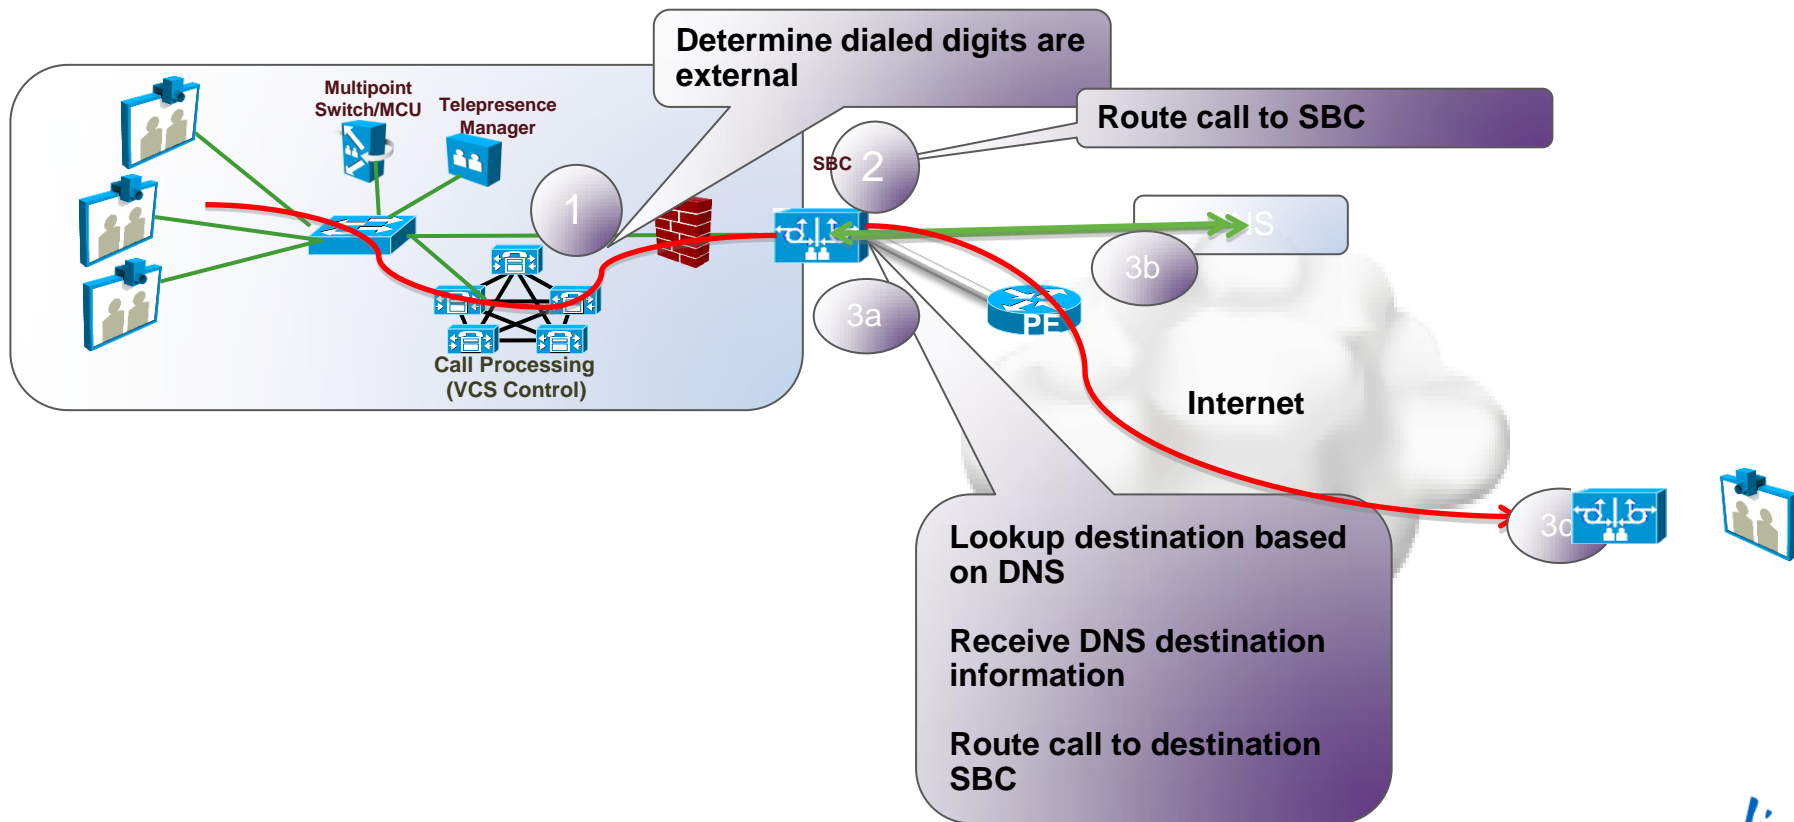 Determine dialed digits are
external
Route call to SBC
Multipoint
Switch/MCU
Telepresence
Manager
1
SBC
2
3a
3b
PE
Call Processing
(VCS Control)
Internet
Lookup destination based
on DNS
Receive DNS destination
information
Route call to destination
SBC